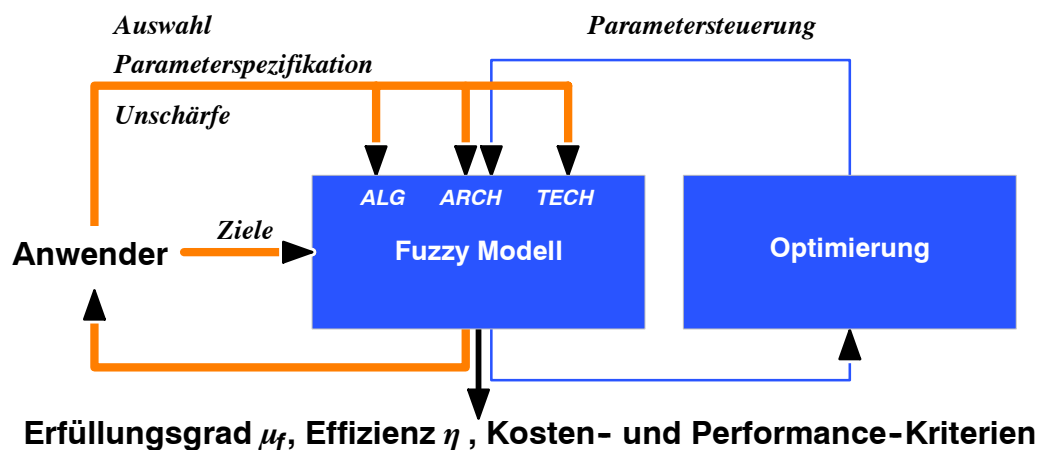 Auswahl
Parametersteuerung
Parameterspezifikation
Unschärfe
ALG ARCH TECH
Ziele
Anwender
Fuzzy Modell
Optimierung
Erfüllungsgrad μf, Effizienz η , Kosten- und Performance-Kriterien